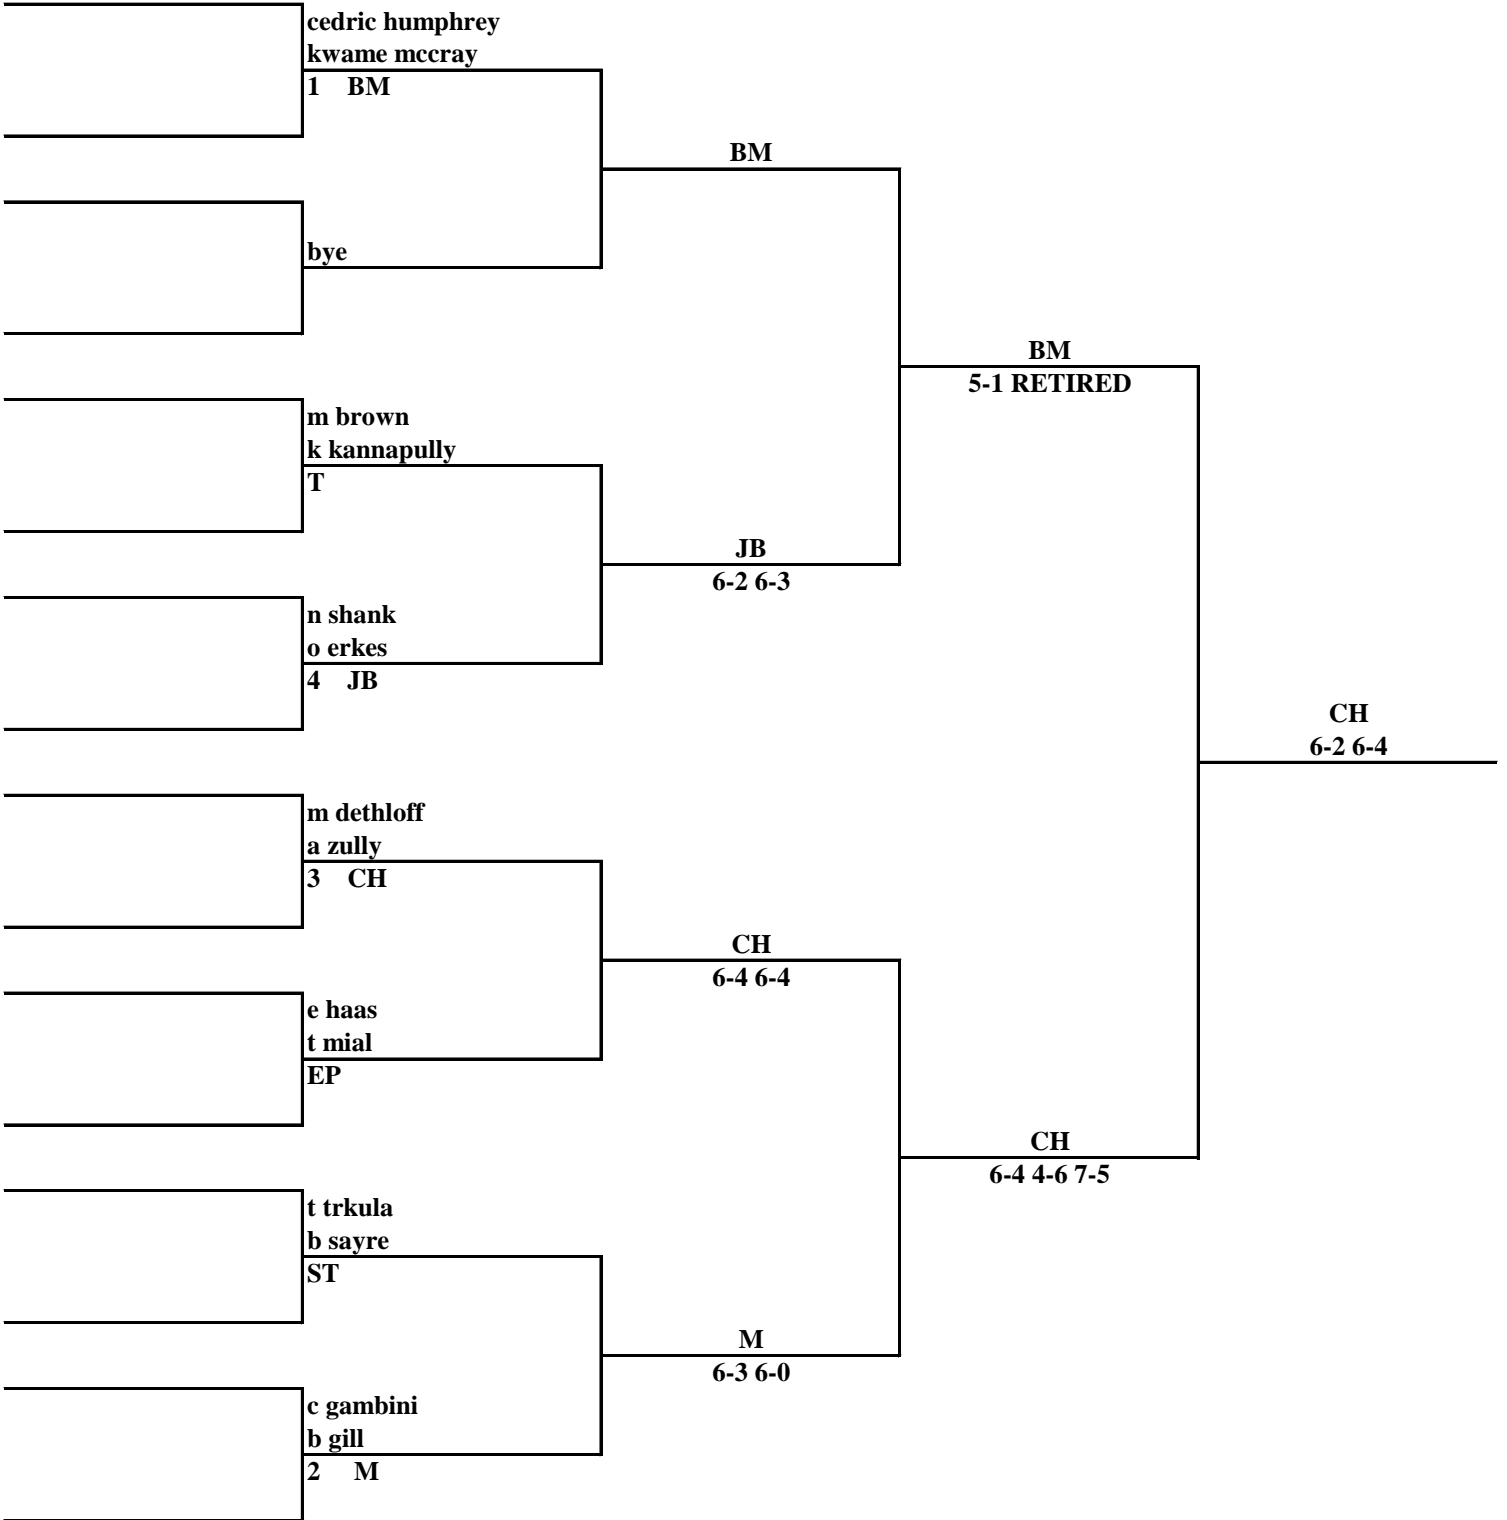 cedric humphrey
kwame mccray
1 BM
BM
bye
BM
5-1 RETIRED
m brown
k kannapully
T
JB
6-2 6-3
n shank
o erkes
4 JB
CH
6-2 6-4
m dethloff
a zully
3 CH
CH
6-4 6-4
e haas
t mial
EP
CH
6-4 4-6 7-5
t trkula
b sayre
ST
M
6-3 6-0
c gambini
b gill
2 M